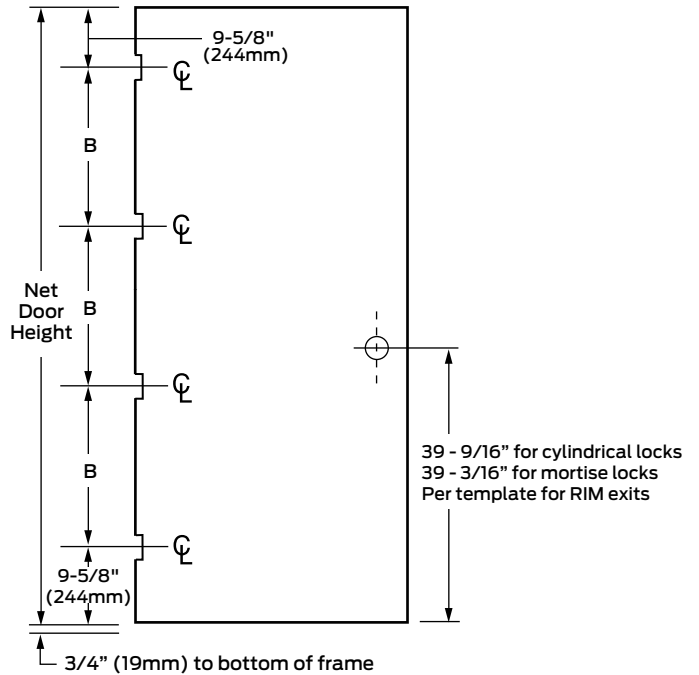 9-5/8"
(244mm)
℄
B
℄
Net
Door
Height
B
℄
39 - 9/16” for cylindrical locks
39 - 3/16” for mortise locks
Per template for RIM exits
B
℄
9-5/8"
(244mm)
3/4” (19mm) to bottom of frame